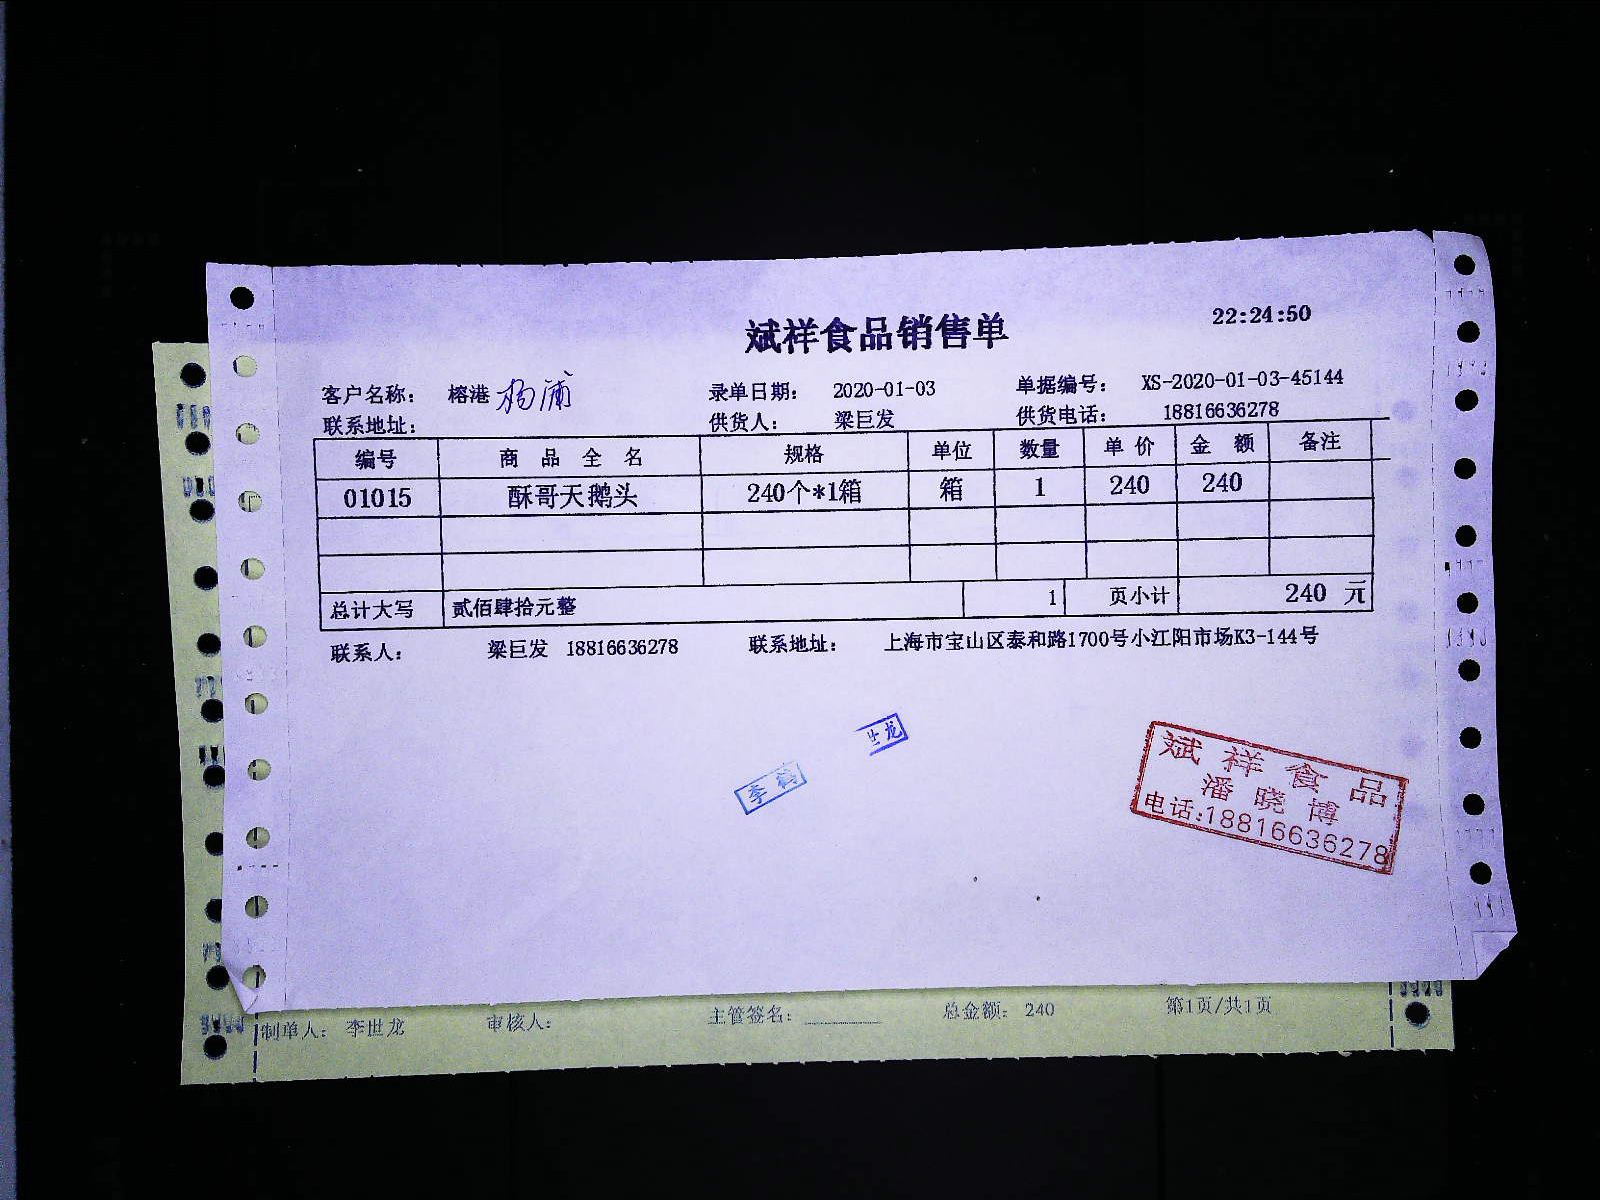 斌祥食品销售单 22:24:50
客户名称： 榕港 杨浦 录单日期： 2020-01-03 单据编号： XS-2020-01-03-45144
联系地址： 供货人： 梁巨发 供货电话： 18816636278
编号 商品全名 规格 单位 数量 单价 金额 备注
01015 酥哥天鹅头 240个*1箱 箱 1 240 240
总计大写 贰佰肆拾元整 1 页小计 240 元
联系人： 梁巨发 18816636278 联系地址： 上海市宝山区泰和路1700号小江阳市场K3-144号
世龙
李
斌祥食品
潘晓博
电话:18816636278
制单人： 李世龙 审核人： 主管签名： 总金额： 240 第1页/共1页